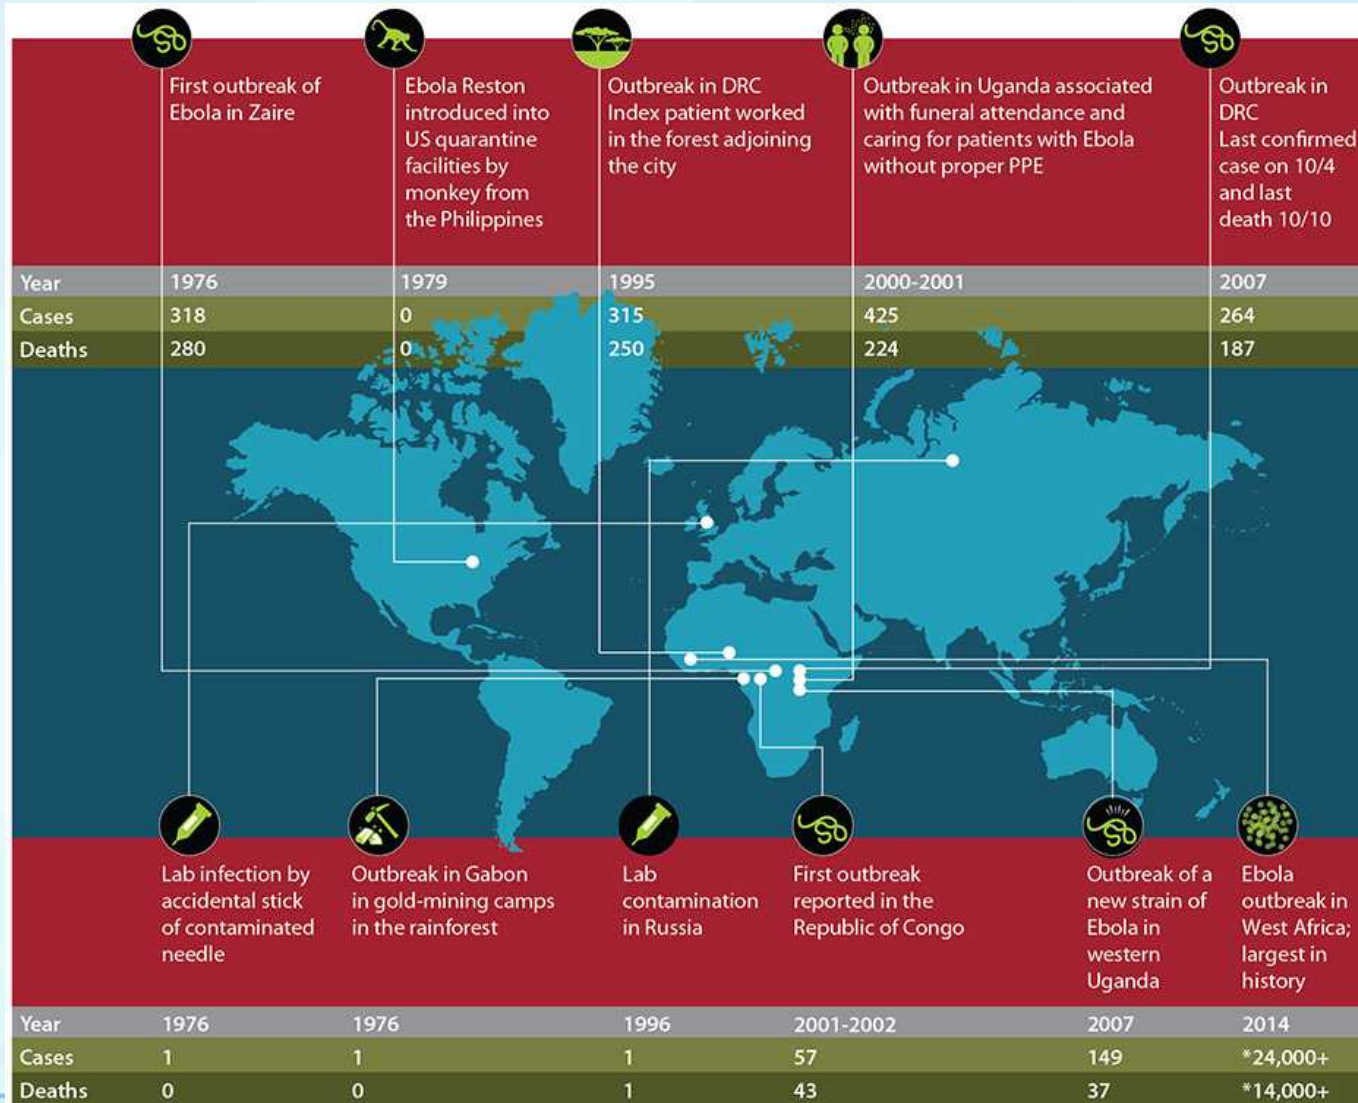 First outbreak of
Ebola in Zaire
Ebola Reston
introduced into
US quarantine
facilities by
monkey from
the Philippines
Outbreak in DRC
Index patient worked
in the forest adjoining
the city
Outbreak in Uganda associated
with funeral attendance and
caring for patients with Ebola
without proper PPE
Outbreak in
DRC
Last confirmed
case on 10/4
and last
death 10/10
Year 1976 1979 1995 2000-2001 2007
Cases 318 0 315 425 264
Deaths 280 0 250 224 187
Lab infection by
accidental stick
of contaminated
needle
Outbreak in Gabon
in gold-mining camps
in the rainforest
Lab
contamination
in Russia
First outbreak
reported in the
Republic of Congo
Outbreak of a
new strain of
Ebola in
western
Uganda
Ebola
outbreak in
West Africa;
largest in
history
Year 1976 1976 1996 2001-2002 2007 2014
Cases 1 1 1 57 149 *24,000+
Deaths 0 0 1 43 37 *14,000+